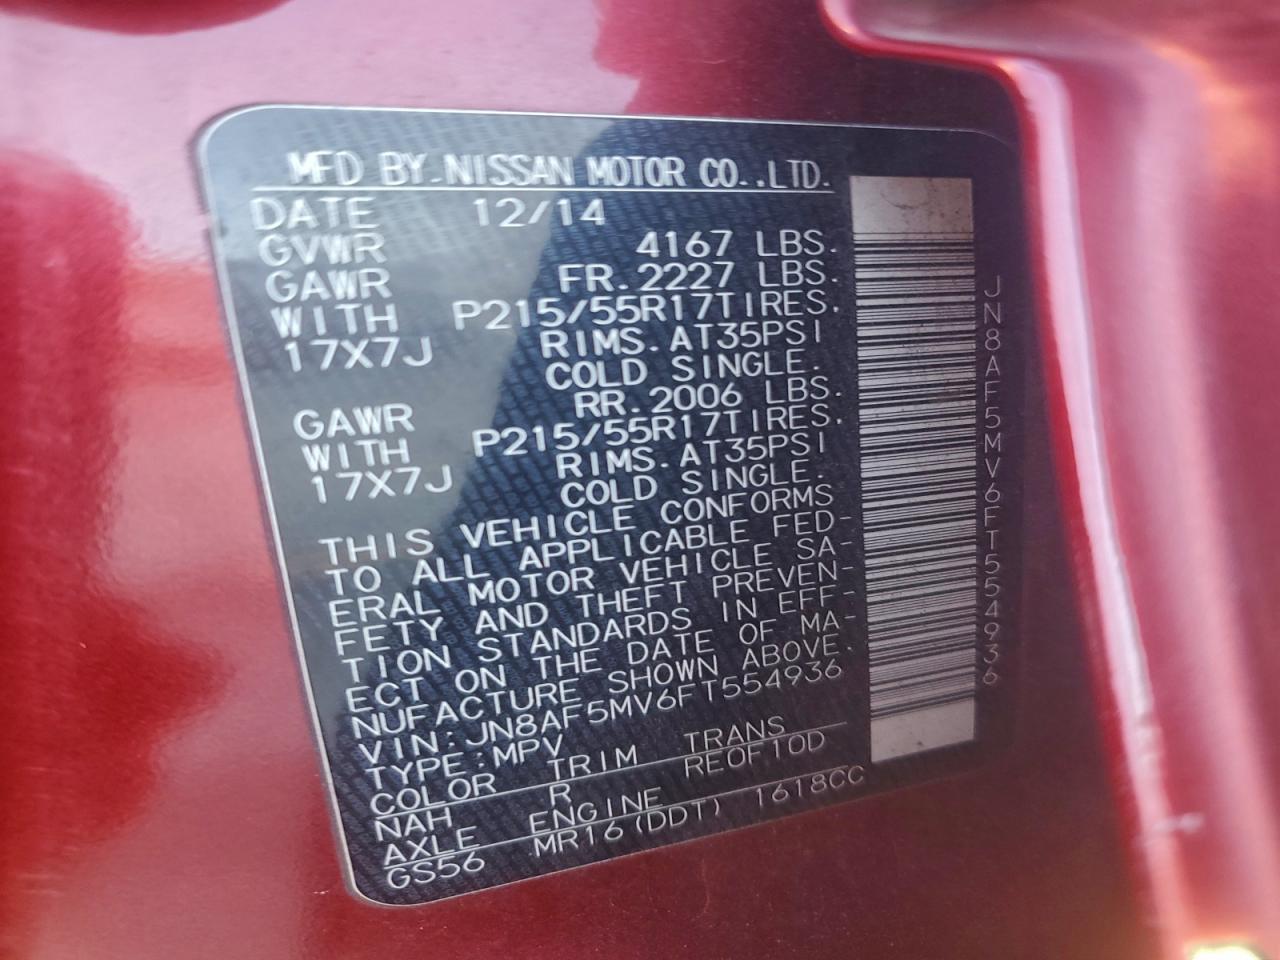 MFD BY.NISSAN MOTOR CO..LTD.
DATE 12/14
GVWR 4167 LBS.
GAWR FR.2227 LBS.
WITH P215/55R17TIRES.
17X7J RIMS.AT35PSI
COLD SINGLE.
GAWR RR.2006 LBS.
WITH P215/55R17TIRES.
17X7J RIMS.AT35PSI
COLD SINGLE.
THIS VEHICLE CONFORMS
TO ALL APPLICABLE FED-
ERAL MOTOR VEHICLE SA-
FETY AND THEFT PREVEN-
TION STANDARDS IN EFF-
ECT ON THE DATE OF MA-
NUFACTURE SHOWN ABOVE.
VIN:JN8AF5MV6FT554936
TYPE:MPV
COLOR TRIM TRANS
NAH R REOF10D
AXLE ENGINE
GS56 MR16(DDT) 1618CC
JN8AF5MV6FT554936